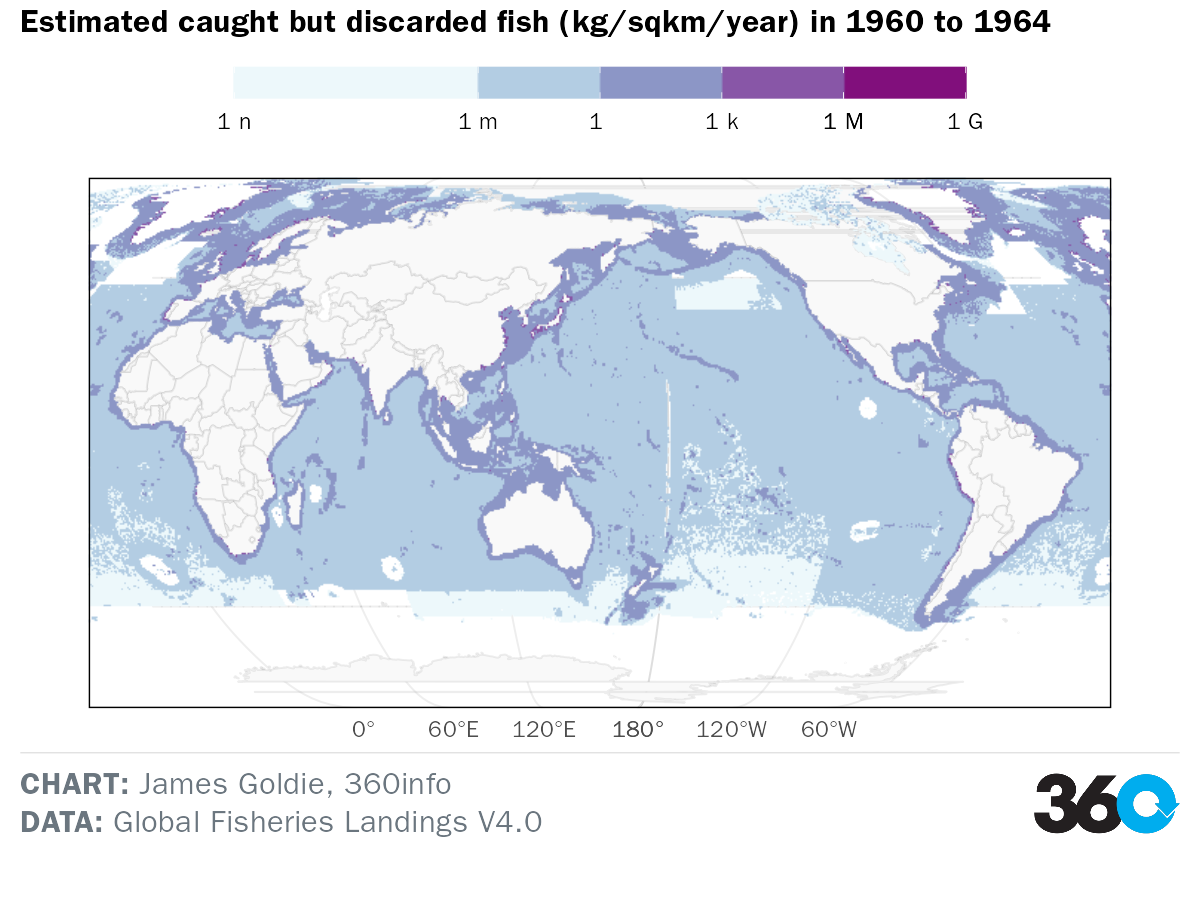 Estimated caught but discarded fish (kg/sqkm/year) in 1960 to 1964
1 n 1 m 1 1 k 1 M 1 G
0° 60°E 120°E 180° 120°W 60°W
CHART: James Goldie, 360info
DATA: Global Fisheries Landings V4.0
360